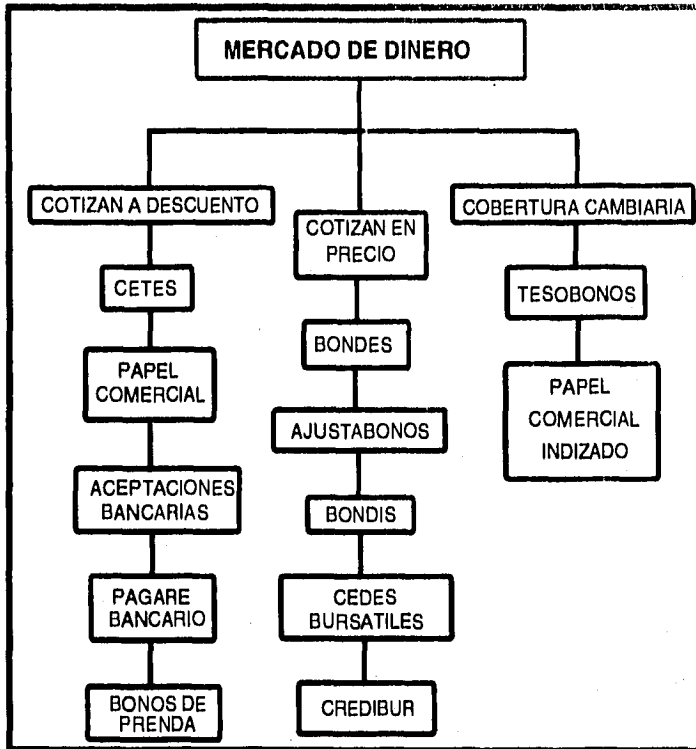 MERCADO DE DINERO
COTIZAN A DESCUENTO
CETES
PAPEL
COMERCIAL
ACEPTACIONES
BANCARIAS
PAGARE
BANCARIO
BONOS DE
PRENDA
COTIZAN EN
PRECIO
BONDES
AJUSTABONOS
BONDIS
CEDES
BURSATILES
CREDIBUR
COBERTURA CAMBIARIA
TESOBONOS
PAPEL
COMERCIAL
INDIZADO